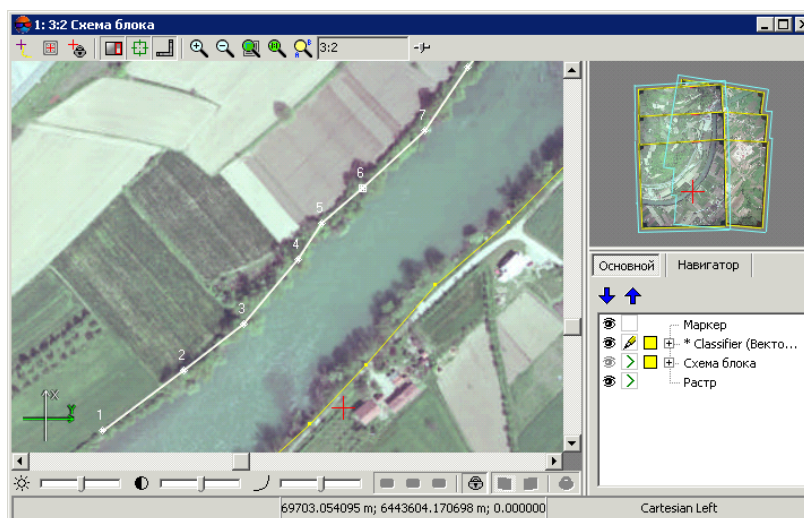 1: 3:2 Схема блока
3:2
7
6
5
4
3
2
1
X
Y
Основной
Навигатор
Маркер
* Classifier (Векто...
Схема блока
Растр
69703.054095 m; 6443604.170698 m; 0.000000
Cartesian Left